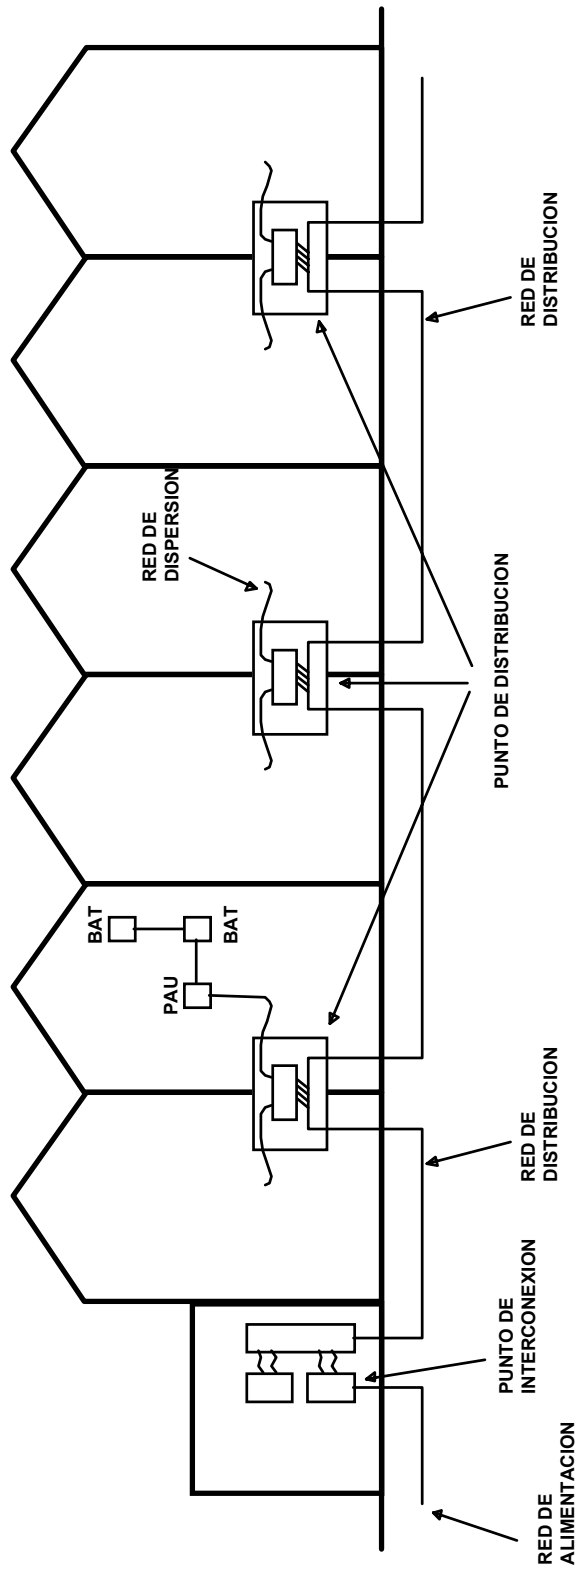 BAT
RED DE
DISPERSION
PAU
BAT
PUNTO DE DISTRIBUCION
PUNTO DE
INTERCONEXION
RED DE
DISTRIBUCION
RED DE
DISTRIBUCION
RED DE
ALIMENTACION